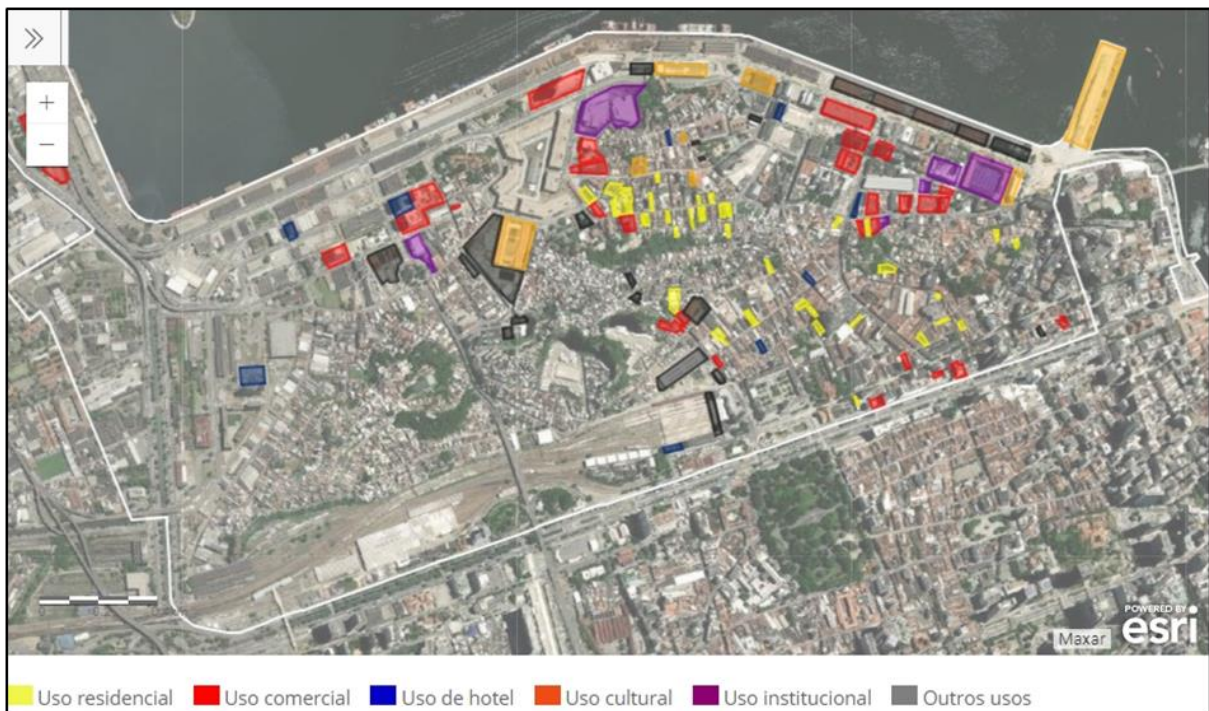 POWERED BY
esri
Maxar
Uso residencial Uso comercial Uso de hotel Uso cultural Uso institucional Outros usos